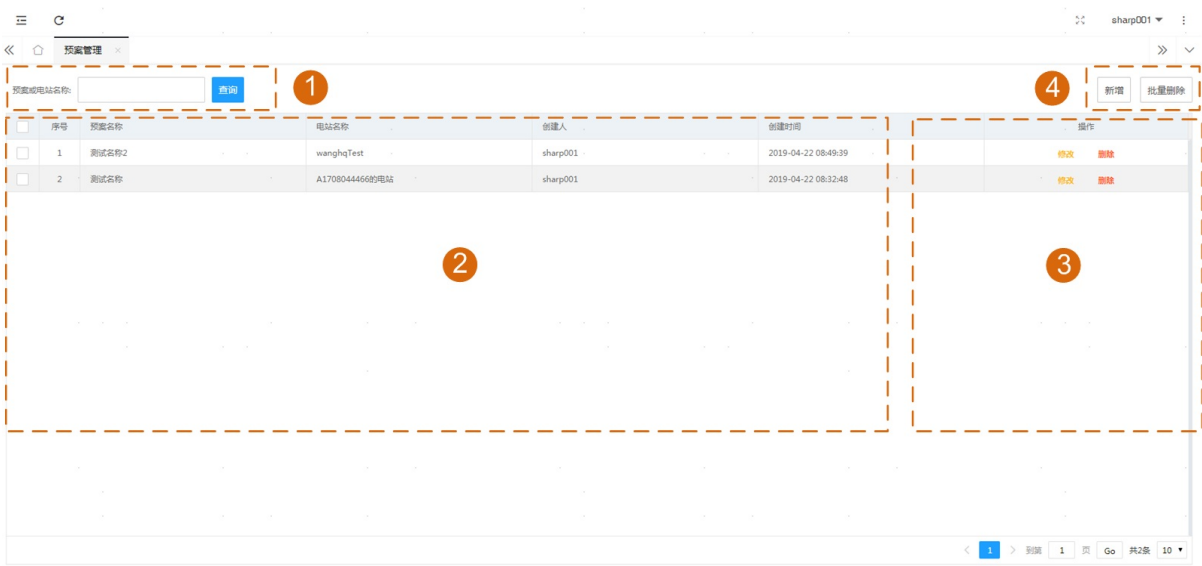 sharp001
预案管理
预案或电站名称:
查询
1
4
新增 批量删除
序号 预案名称 电站名称 创建人 创建时间 操作
1 测试名称2 wanghqTest sharp001 2019-04-22 08:49:39 修改 删除
2 测试名称 A1708044466的电站 sharp001 2019-04-22 08:32:48 修改 删除
2
3
1 到第 1 页 Go 共2条 10